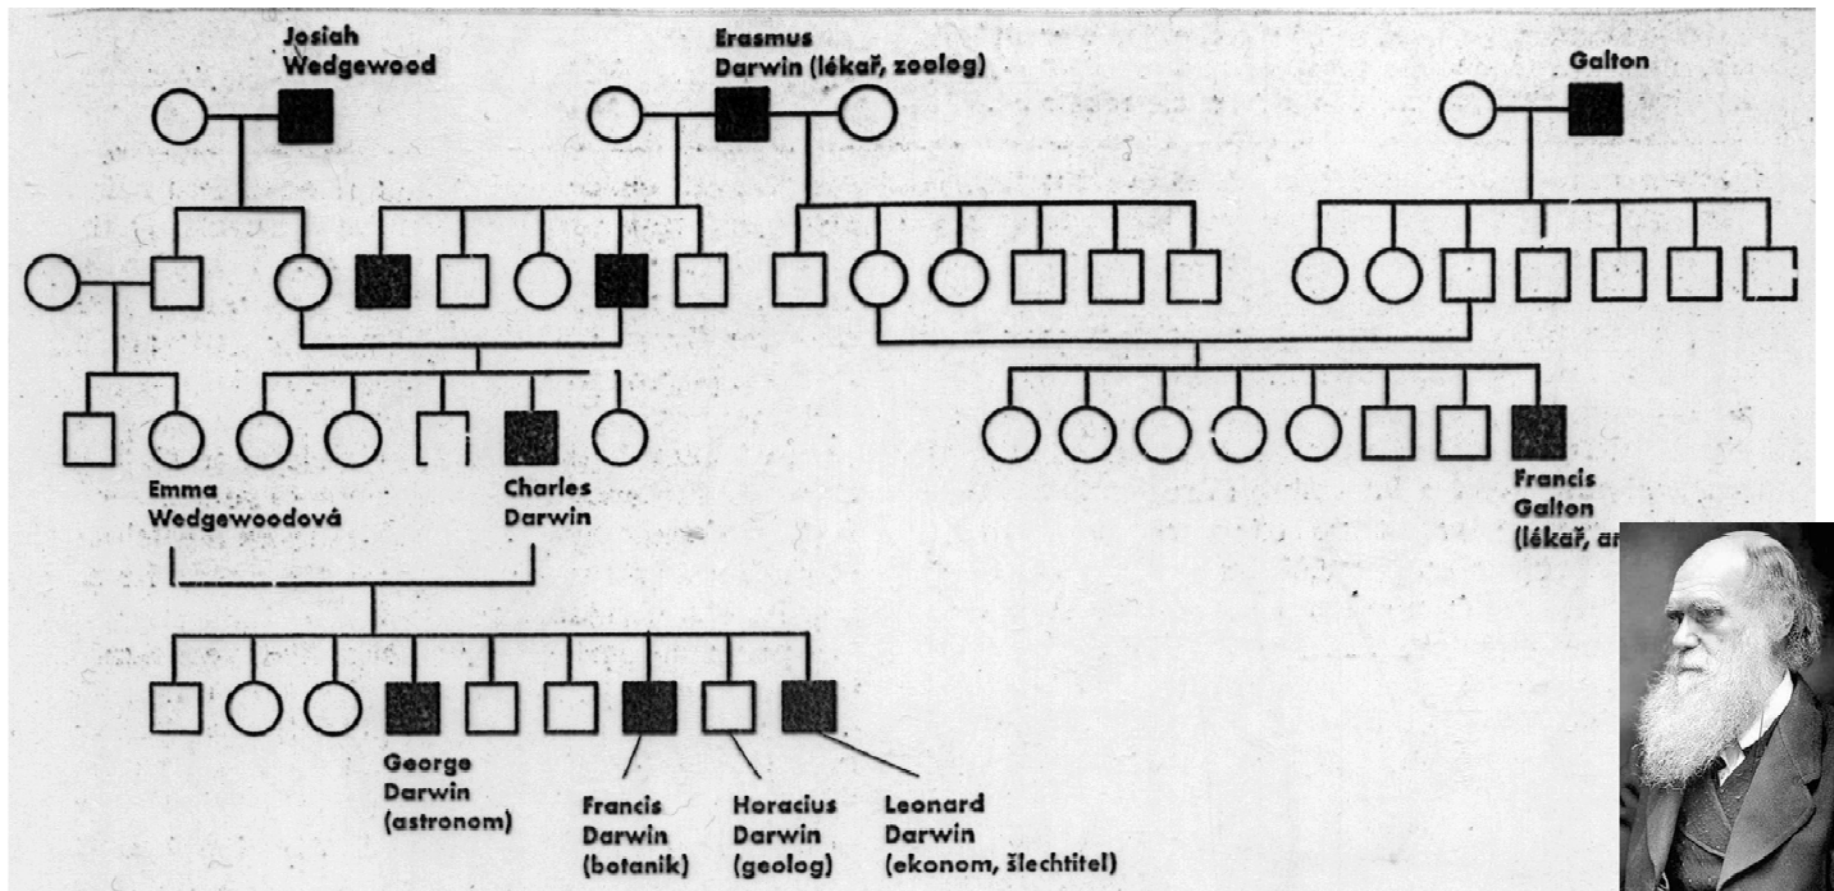 Josiah
Wedgewood
Erasmus
Darwin (lékař, zoolog)
Galton
Emma
Wedgewoodová
Charles
Darwin
Francis
Galton
(lékař,
George
Darwin
(astronom)
Francis
Darwin
(botanik)
Horacius
Darwin
(geolog)
Leonard
Darwin
(ekonom, šlechtitel)